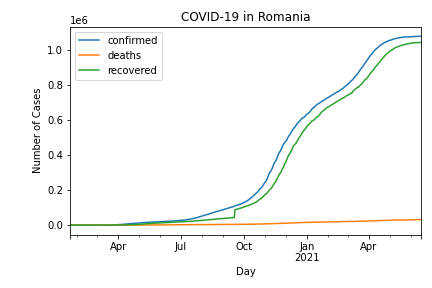 COVID-19 in Romania
1e6
confirmed
deaths
recovered
Number of Cases
1.0
0.8
0.6
0.4
0.2
0.0
Apr
Jul
Oct
Jan
2021
Apr
Day